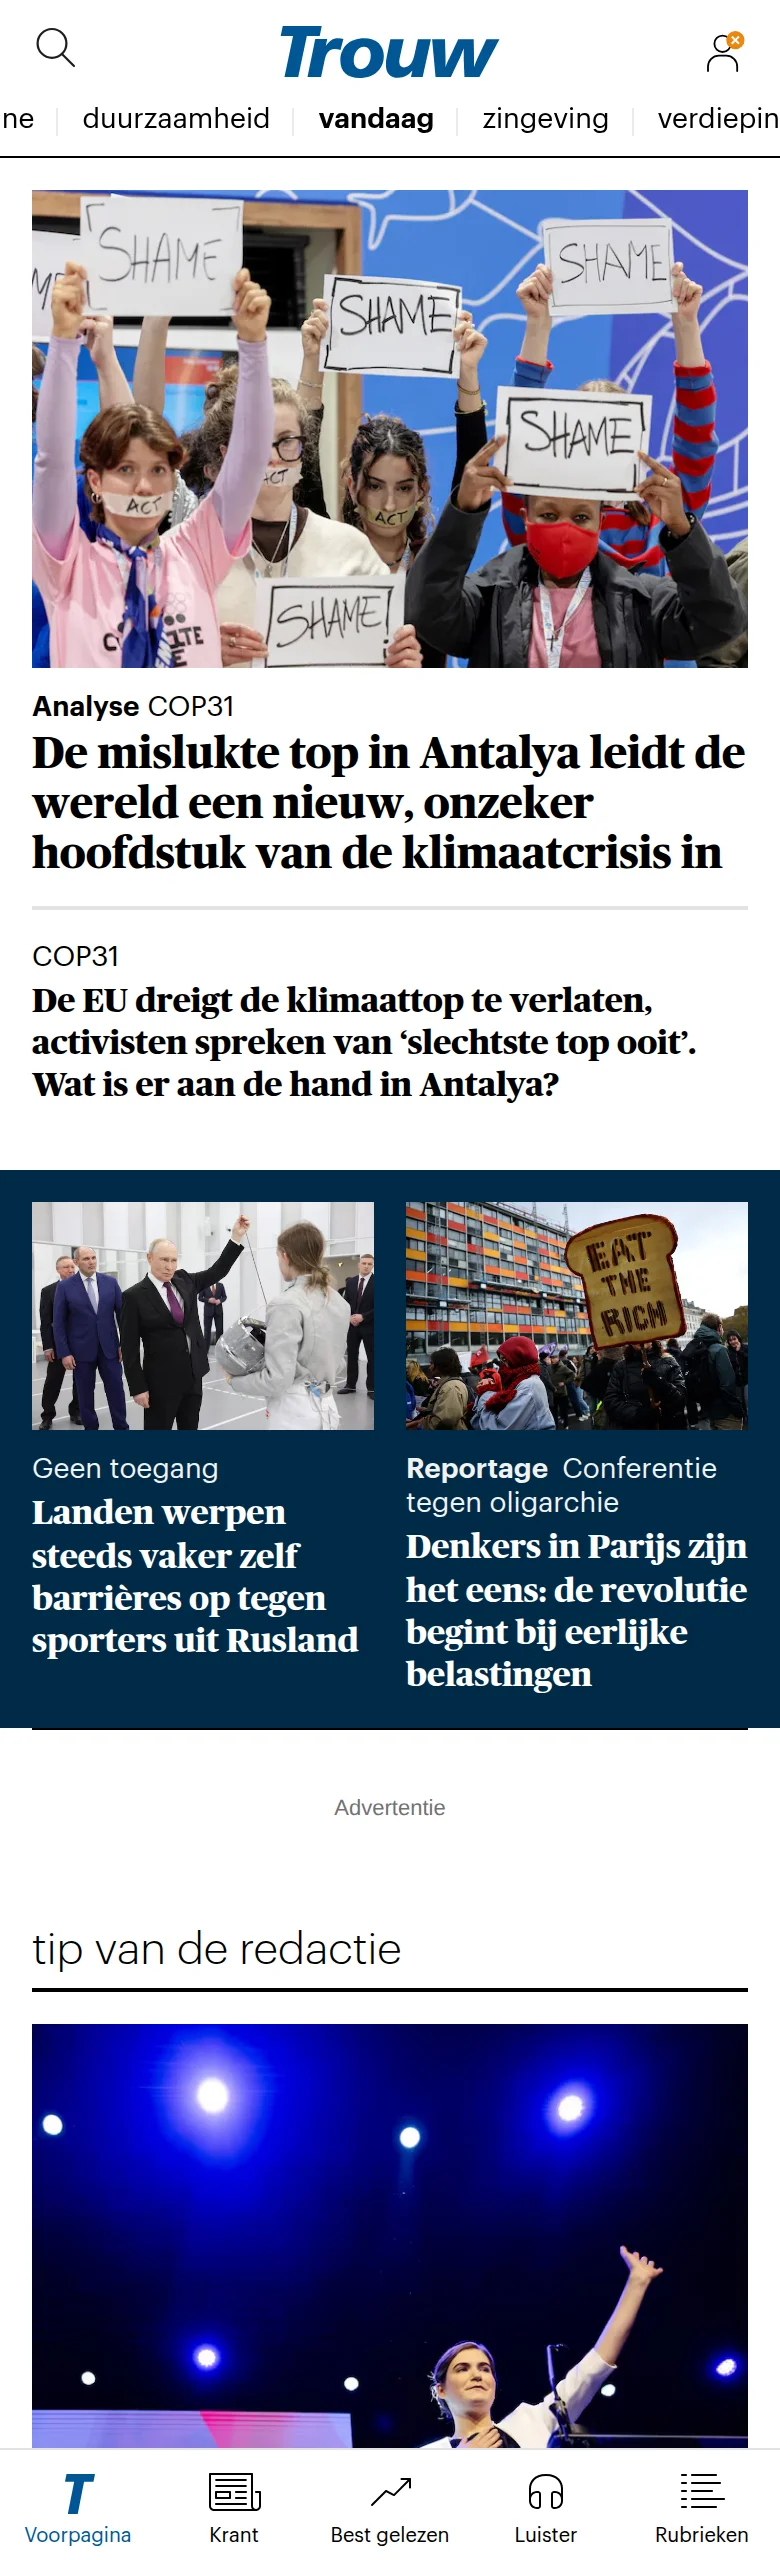 Trouw
ne
duurzaamheid
vandaag
zingeving
verdiepin
SHAME
SHAME
SHAME
SHAME
ACT
ACT
ACT
SHAME!
Analyse COP31
De mislukte top in Antalya leidt de
wereld een nieuw, onzeker
hoofdstuk van de klimaatcrisis in
COP31
De EU dreigt de klimaattop te verlaten,
activisten spreken van ‘slechtste top ooit’.
Wat is er aan de hand in Antalya?
Geen toegang
Landen werpen
steeds vaker zelf
barrières op tegen
sporters uit Rusland
EAT
THE
RICH
Reportage Conferentie
tegen oligarchie
Denkers in Parijs zijn
het eens: de revolutie
begint bij eerlijke
belastingen
Advertentie
tip van de redactie
T
Voorpagina
Krant
Best gelezen
Luister
Rubrieken